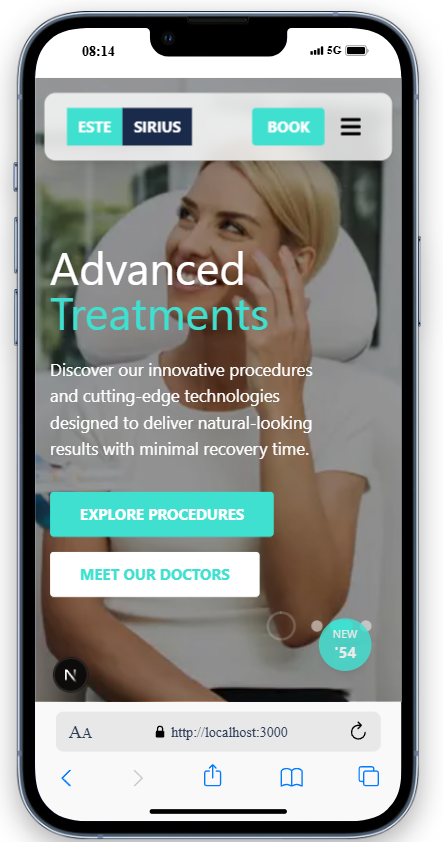 08:14
5G
ESTE SIRIUS
BOOK
Advanced
Treatments
Discover our innovative procedures
and cutting-edge technologies
designed to deliver natural-looking
results with minimal recovery time.
EXPLORE PROCEDURES
MEET OUR DOCTORS
NEW
'54
N
AA
http://localhost:3000